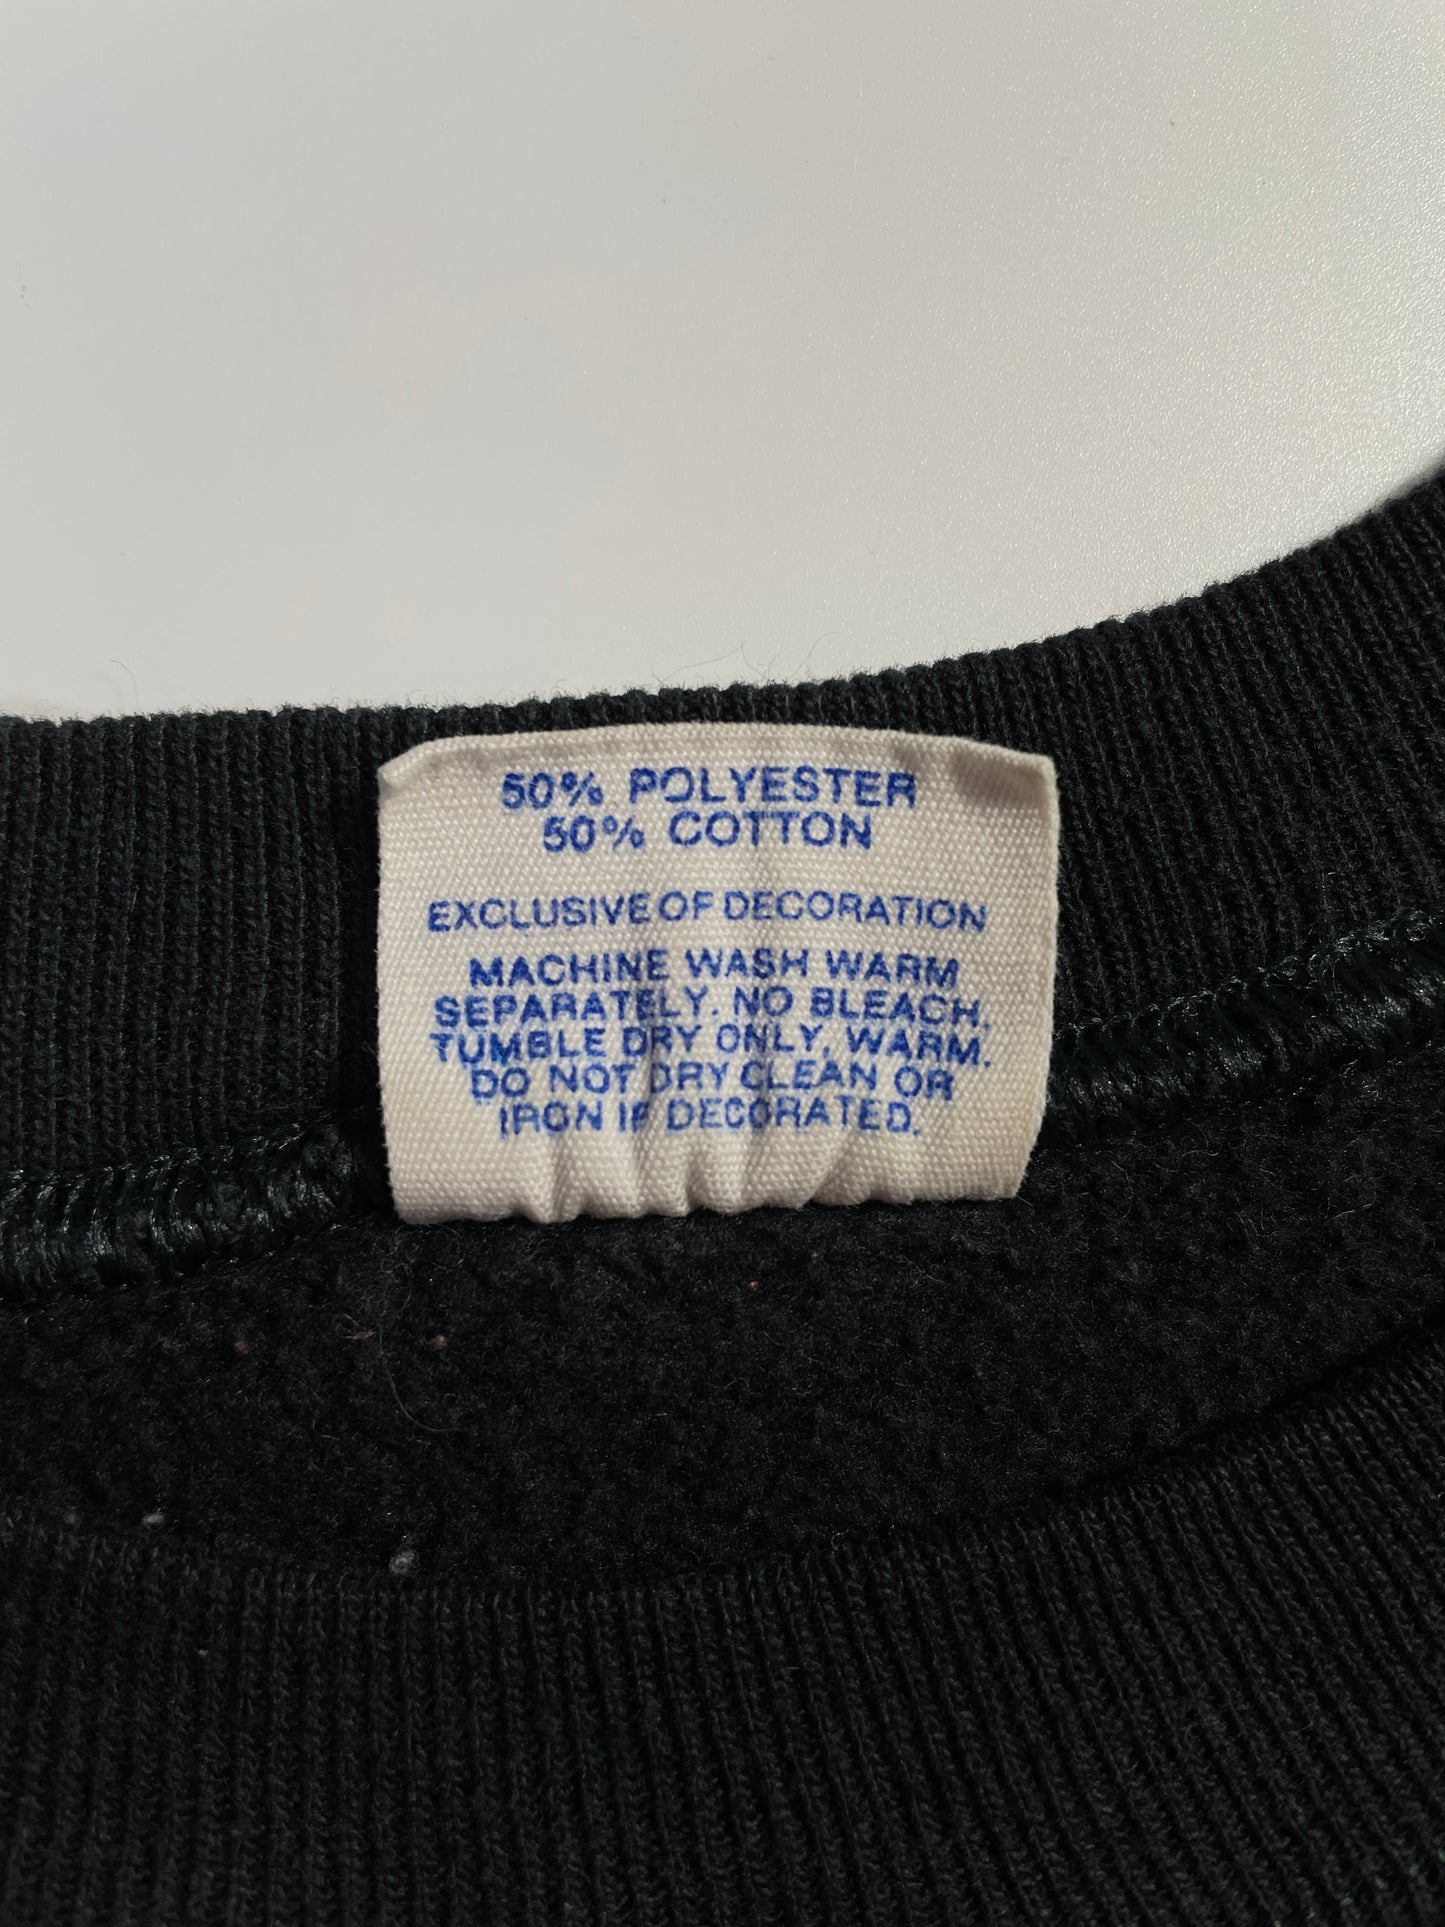 50% POLYESTER
50% COTTON
EXCLUSIVE OF DECORATION
MACHINE WASH WARM
SEPARATELY. NO BLEACH.
TUMBLE DRY ONLY, WARM.
DO NOT DRY CLEAN OR
IRON IF DECORATED.